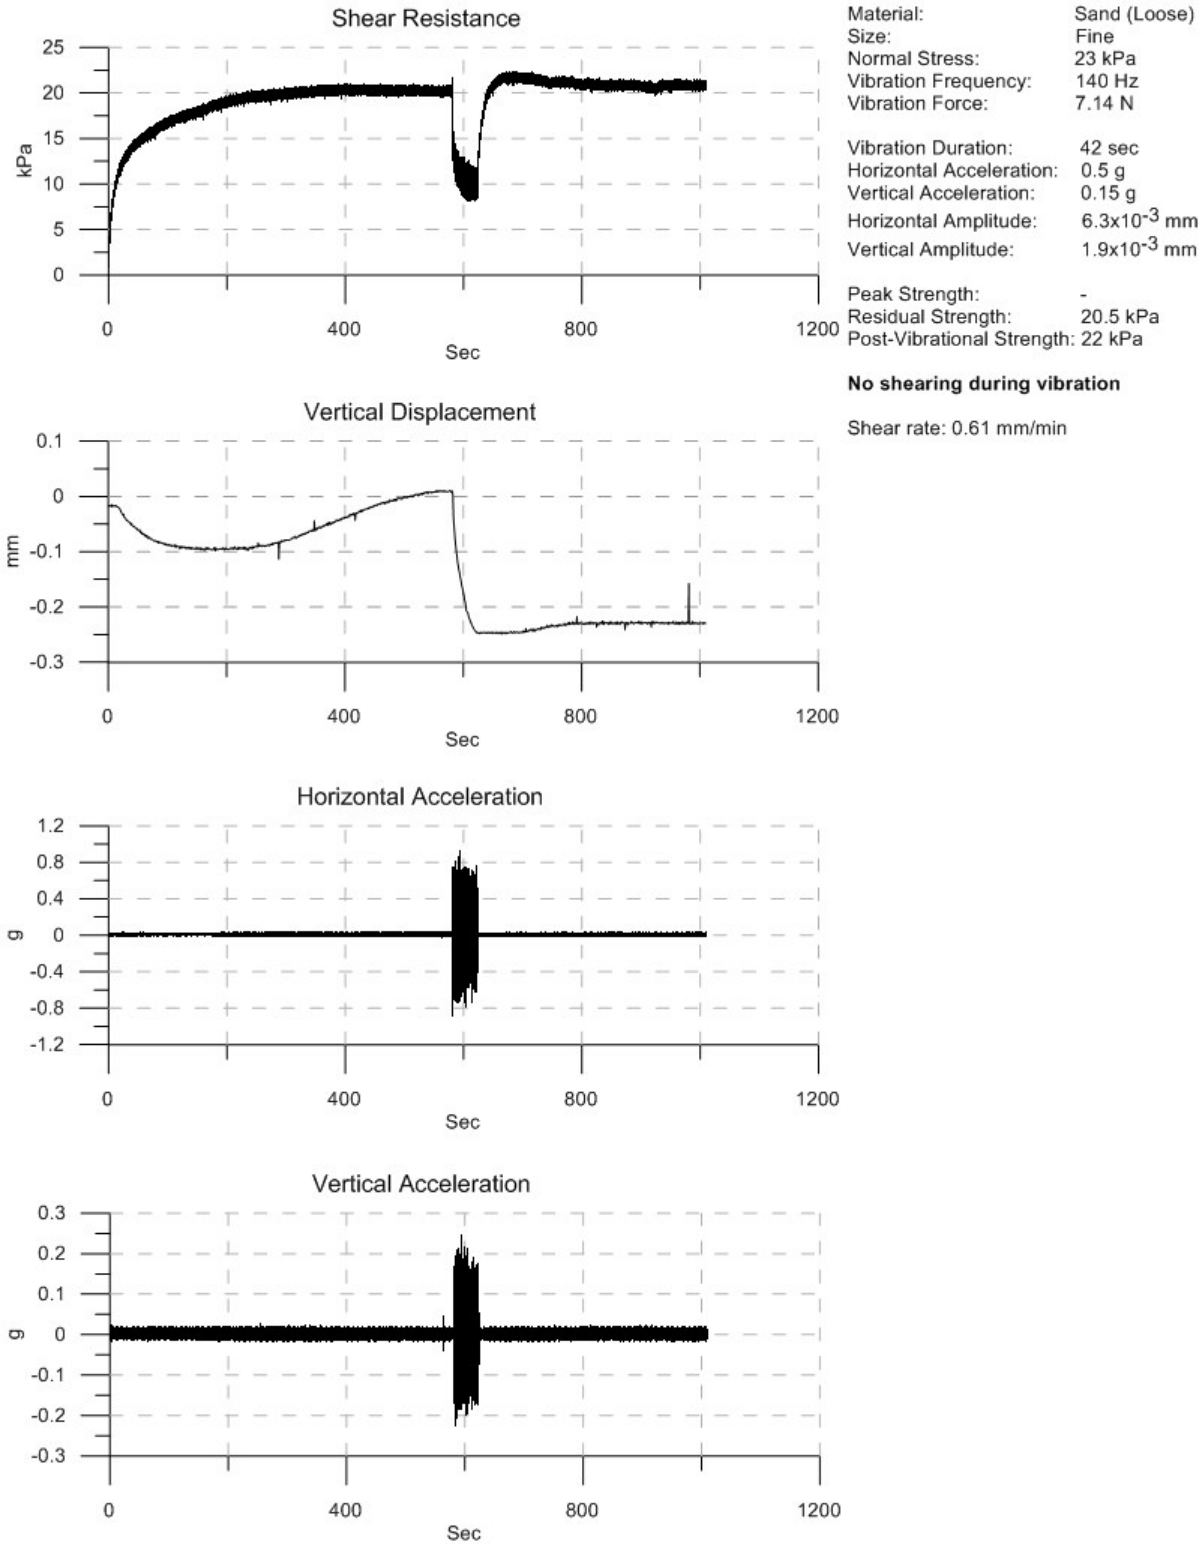 Shear Resistance
25
20
15
10
5
0
kPa
0 400 800 1200
Sec
Material: Sand (Loose)
Size: Fine
Normal Stress: 23 kPa
Vibration Frequency: 140 Hz
Vibration Force: 7.14 N
Vibration Duration: 42 sec
Horizontal Acceleration: 0.5 g
Vertical Acceleration: 0.15 g
Horizontal Amplitude: 6.3x10-3 mm
Vertical Amplitude: 1.9x10-3 mm
Peak Strength: -
Residual Strength: 20.5 kPa
Post-Vibrational Strength: 22 kPa
No shearing during vibration
Shear rate: 0.61 mm/min
Vertical Displacement
0.1
0
-0.1
-0.2
-0.3
mm
0 400 800 1200
Sec
Horizontal Acceleration
1.2
0.8
0.4
0
-0.4
-0.8
-1.2
g
0 400 800 1200
Sec
Vertical Acceleration
0.3
0.2
0.1
0
-0.1
-0.2
-0.3
g
0 400 800 1200
Sec